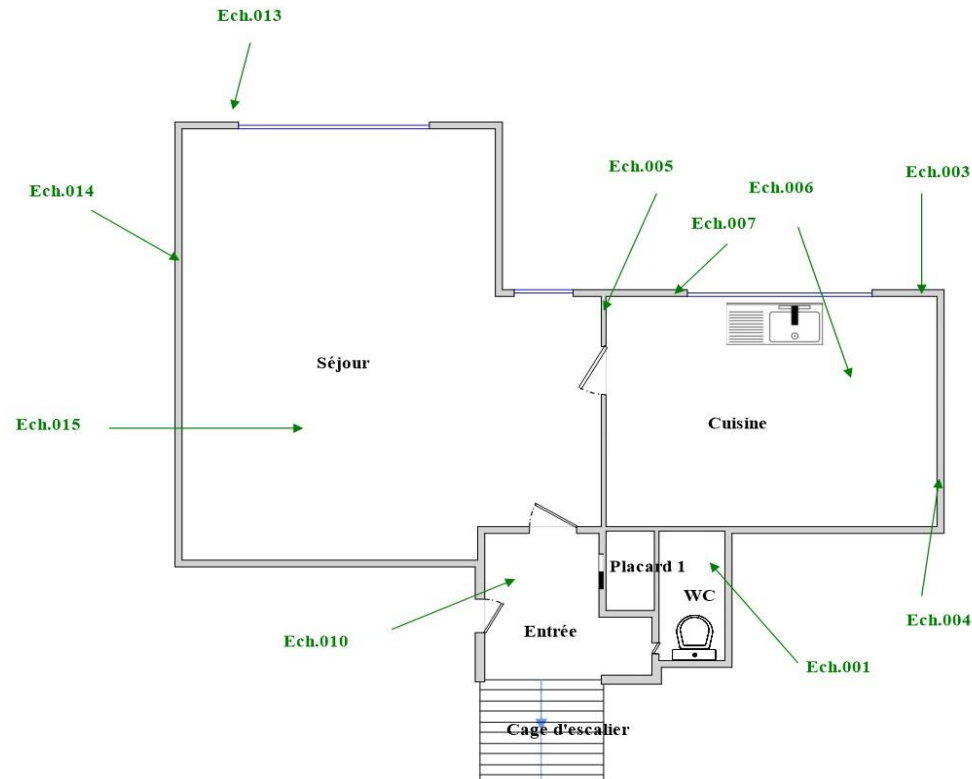 Ech.013
Ech.005
Ech.003
Ech.006
Ech.014
Ech.007
Séjour
Ech.015
Cuisine
Placard 1
WC
Ech.004
Entrée
Ech.010
Ech.001
Cage d'escalier